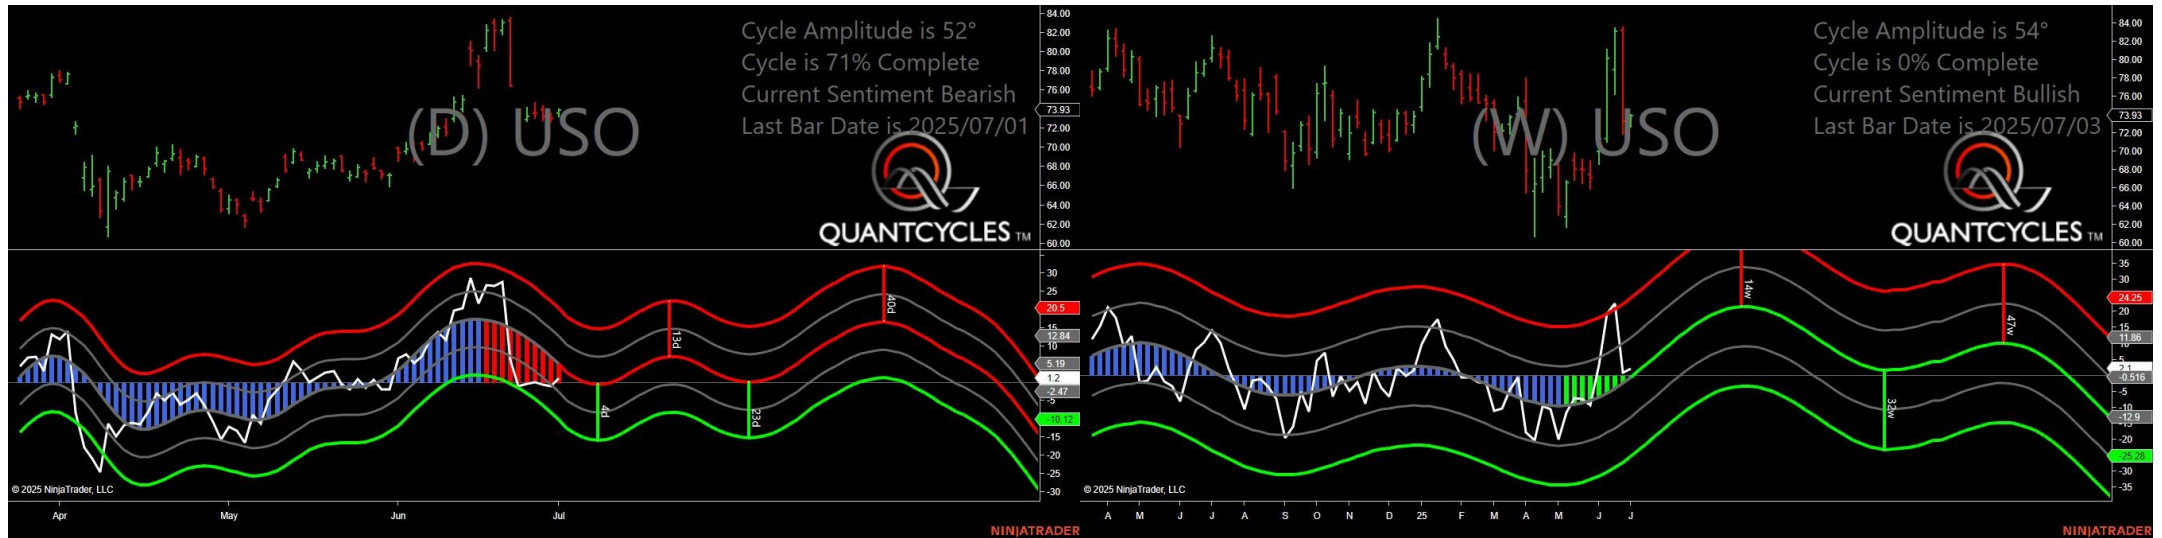 Cycle Amplitude is 52°
Cycle is 71% Complete
Current Sentiment Bearish
Last Bar Date is 2025/07/01
(D) USO
QUANTCYCLES TM
84.00
82.00
80.00
78.00
76.00
73.93
72.00
70.00
68.00
66.00
64.00
62.00
60.00
30
25
20.5
15
12.84
10
5.19
1.2
-2.47
-5
-10.12
-15
-20
-25
-30
4d
13d
23d
40d
© 2025 NinjaTrader, LLC
Apr
May
Jun
Jul
NINJATRADER
Cycle Amplitude is 54°
Cycle is 0% Complete
Current Sentiment Bullish
Last Bar Date is 2025/07/03
(W) USO
QUANTCYCLES TM
84.00
82.00
80.00
78.00
76.00
73.93
72.00
70.00
68.00
66.00
64.00
62.00
60.00
35
30
24.25
20
15
11.86
5
2.1
-0.516
-5
-10
-12.9
-20
-25.28
-30
-35
14w
32w
47w
© 2025 NinjaTrader, LLC
A M J J A S O N D 25 F M A M J J
NINJATRADER